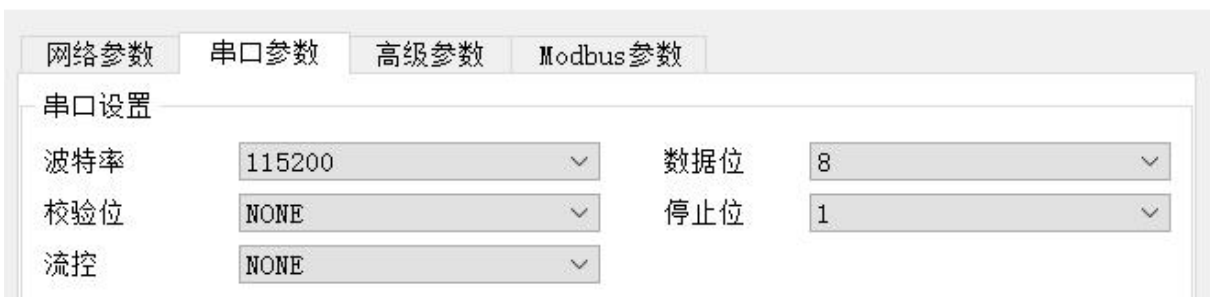 网络参数 串口参数 高级参数 Modbus参数
串口设置
波特率 115200 数据位 8
校验位 NONE 停止位 1
流控 NONE